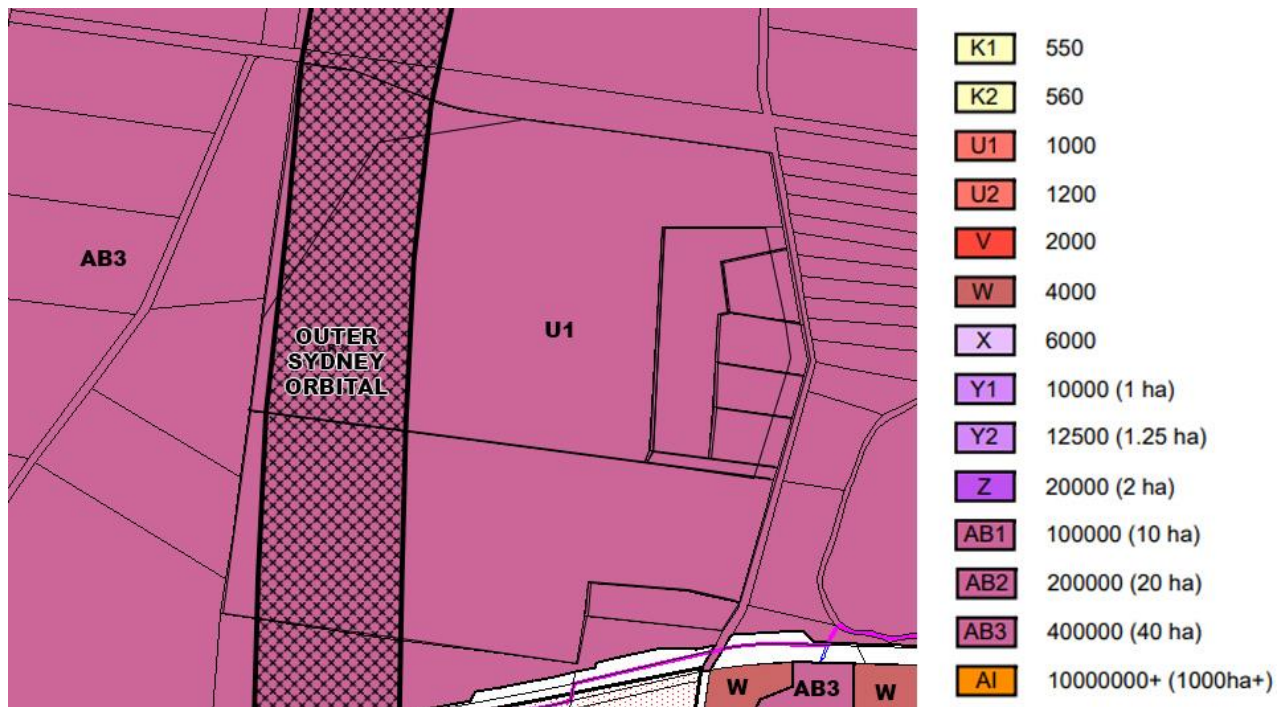 AB3
U1
OUTER
SYDNEY
ORBITAL
W
AB3
W
K1 550
K2 560
U1 1000
U2 1200
V 2000
W 4000
X 6000
Y1 10000 (1 ha)
Y2 12500 (1.25 ha)
Z 20000 (2 ha)
AB1 100000 (10 ha)
AB2 200000 (20 ha)
AB3 400000 (40 ha)
AI 10000000+ (1000ha+)